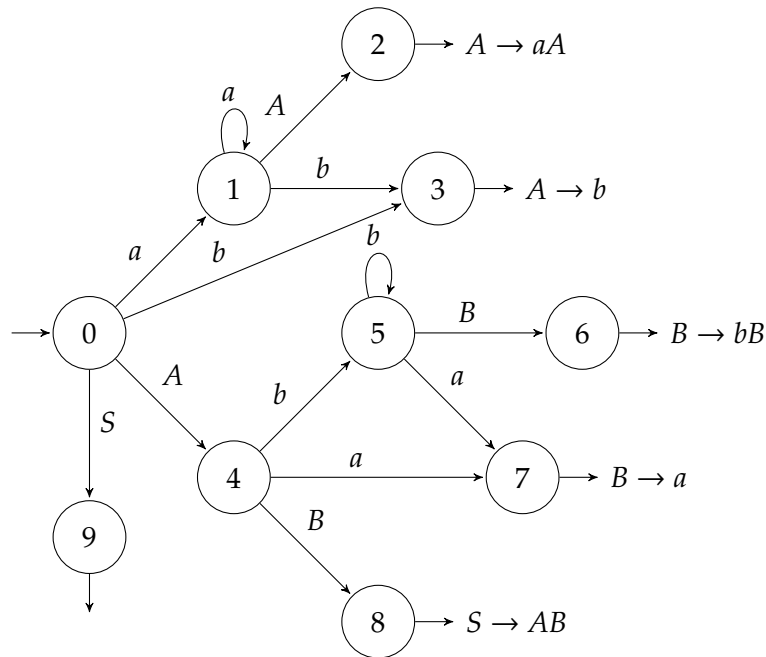 2 A → aA
a A
1 b 3 A → b
a b b
0 5 B 6 B → bB
A b a
S
4 a 7 B → a
9 B
8 S → AB